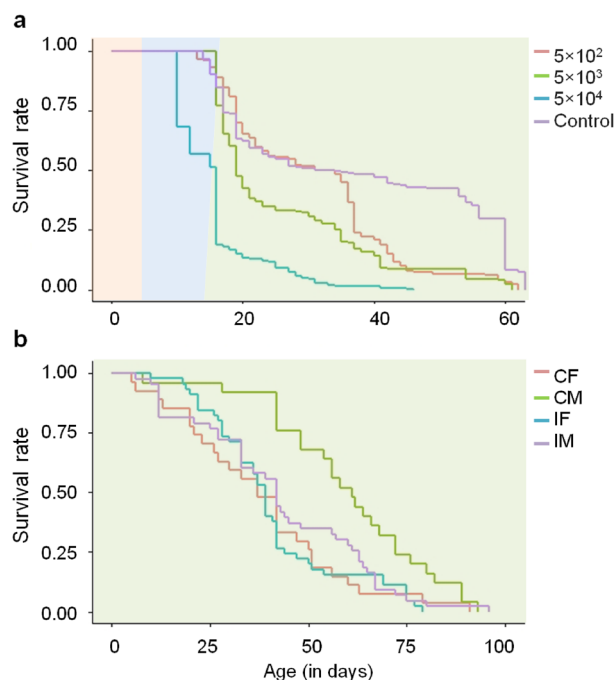 a
1.00
0.75
0.50
0.25
0.00
Survival rate
0
20
40
60
5×10²
5×10³
5×10⁴
Control
b
1.00
0.75
0.50
0.25
0.00
Survival rate
0
25
50
75
100
Age (in days)
CF
CM
IF
IM